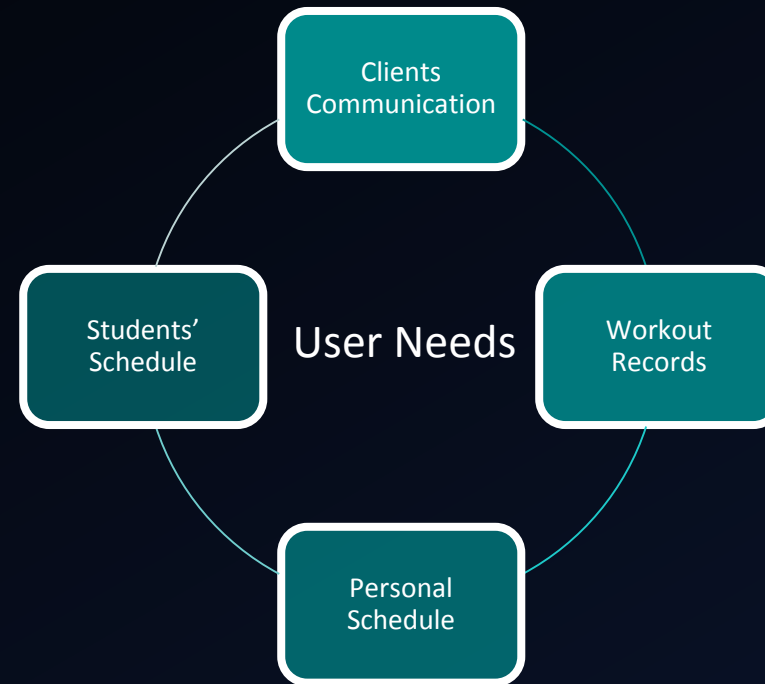 Clients
Communication
Students’
Schedule
User Needs
Workout
Records
Personal
Schedule